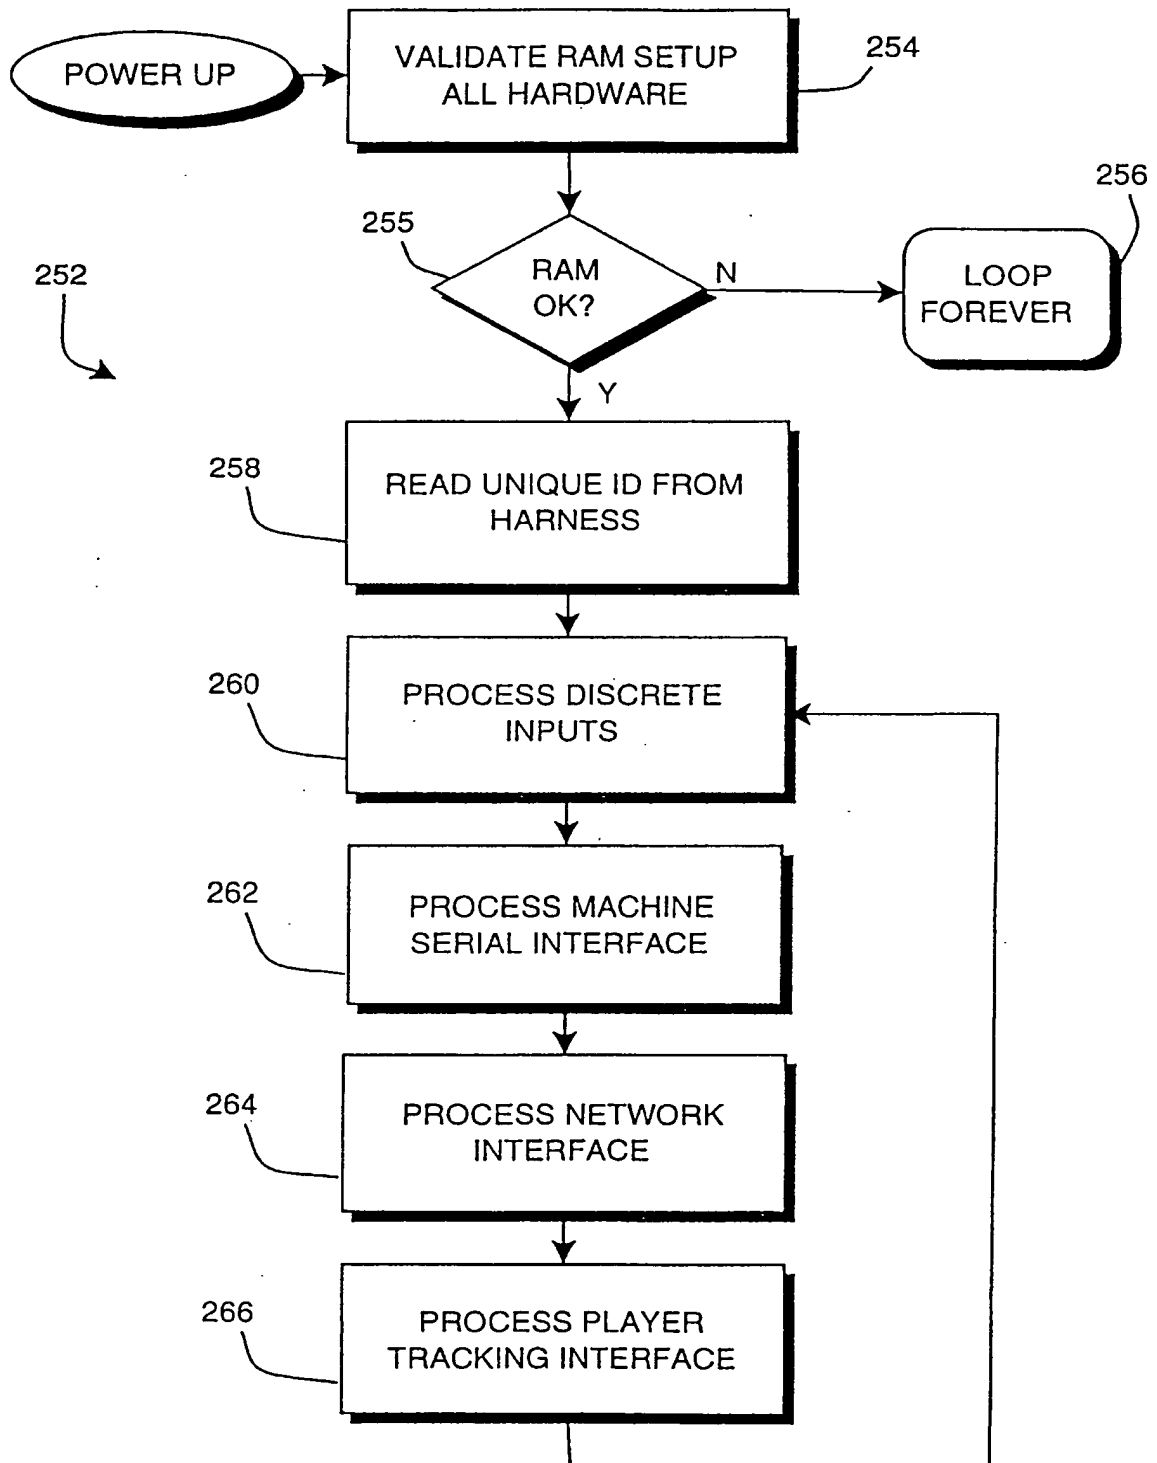 POWER UP
VALIDATE RAM SETUP
ALL HARDWARE
254
255
RAM
OK?
N
LOOP
FOREVER
256
252
Y
258
READ UNIQUE ID FROM
HARNESS
260
PROCESS DISCRETE
INPUTS
262
PROCESS MACHINE
SERIAL INTERFACE
264
PROCESS NETWORK
INTERFACE
266
PROCESS PLAYER
TRACKING INTERFACE